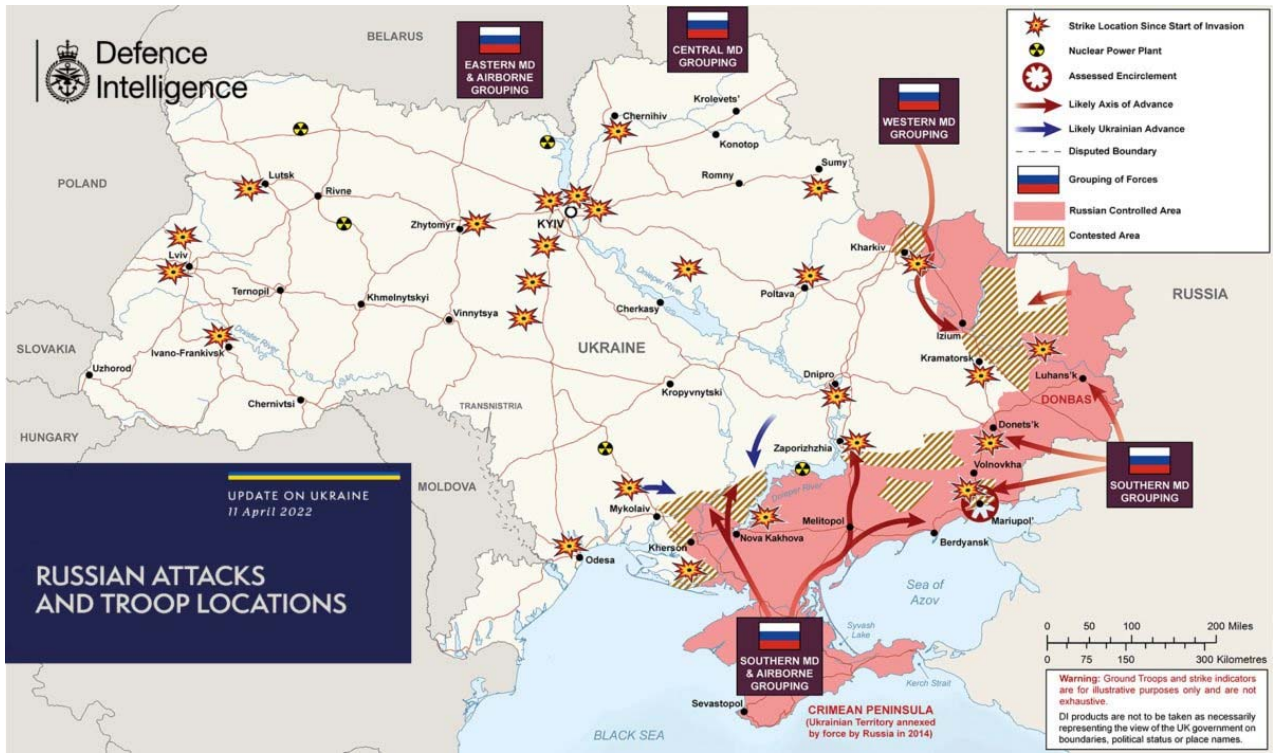 Defence
Intelligence
BELARUS
EASTERN MD
& AIRBORNE
GROUPING
CENTRAL MD
GROUPING
WESTERN MD
GROUPING
Strike Location Since Start of Invasion
Nuclear Power Plant
Assessed Encirclement
Likely Axis of Advance
Likely Ukrainian Advance
Disputed Boundary
Grouping of Forces
Russian Controlled Area
Contested Area
POLAND
Krolevets'
Chernihiv
Konotop
Sumy
Romny
Lutsk
Rivne
KYIV
Zhytomyr
Kharkiv
Lviv
Ternopil
Khmelnytskyi
Vinnytsya
Dnieper River
Cherkasy
Poltava
RUSSIA
SLOVAKIA
Uzhorod
Dniester River
Ivano-Frankivsk
Chernivtsi
UKRAINE
Izium
Kramatorsk
Luhans'k
DONBAS
Dnipro
Kropyvnytski
TRANSNISTRIA
HUNGARY
MOLDOVA
Donets'k
Zaporizhzhia
Volnovkha
SOUTHERN MD
GROUPING
Dnieper River
Mykolaiv
Mariupol'
Melitopol
Nova Kakhova
Berdyansk
Kherson
Odesa
UPDATE ON UKRAINE
11 April 2022
RUSSIAN ATTACKS
AND TROOP LOCATIONS
Sea of
Azov
Syvash
Lake
SOUTHERN MD
& AIRBORNE
GROUPING
Kerch Strait
Sevastopol
CRIMEAN PENINSULA
(Ukrainian Territory annexed
by force by Russia in 2014)
BLACK SEA
0 50 100 200 Miles
0 75 150 300 Kilometres
Warning: Ground Troops and strike indicators
are for illustrative purposes only and are not
exhaustive.
DI products are not to be taken as necessarily
representing the view of the UK government on
boundaries, political status or place names.